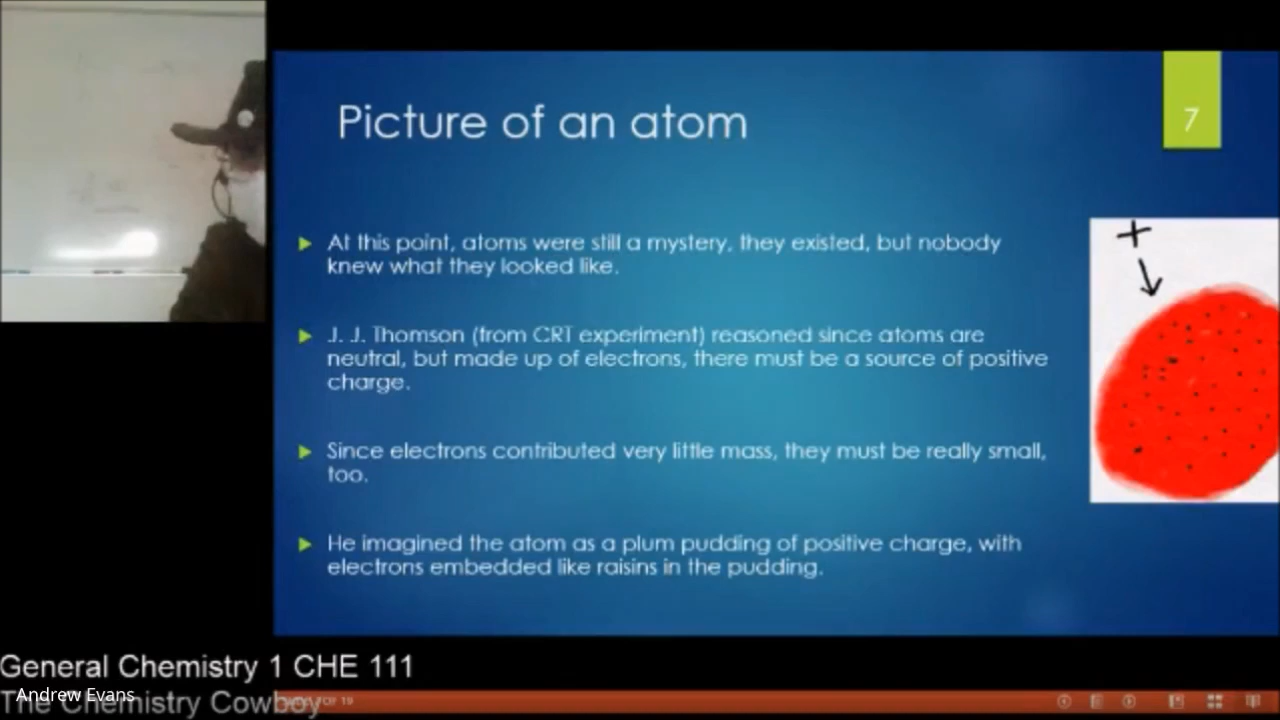 Picture of an atom
7
At this point, atoms were still a mystery, they existed, but nobody
knew what they looked like.
J. J. Thomson (from CRT experiment) reasoned since atoms are
neutral, but made up of electrons, there must be a source of positive
charge.
+
Since electrons contributed very little mass, they must be really small,
too.
He imagined the atom as a plum pudding of positive charge, with
electrons embedded like raisins in the pudding.
General Chemistry 1 CHE 111
Andrew Evans
The Chemistry Cowboy
OF 19